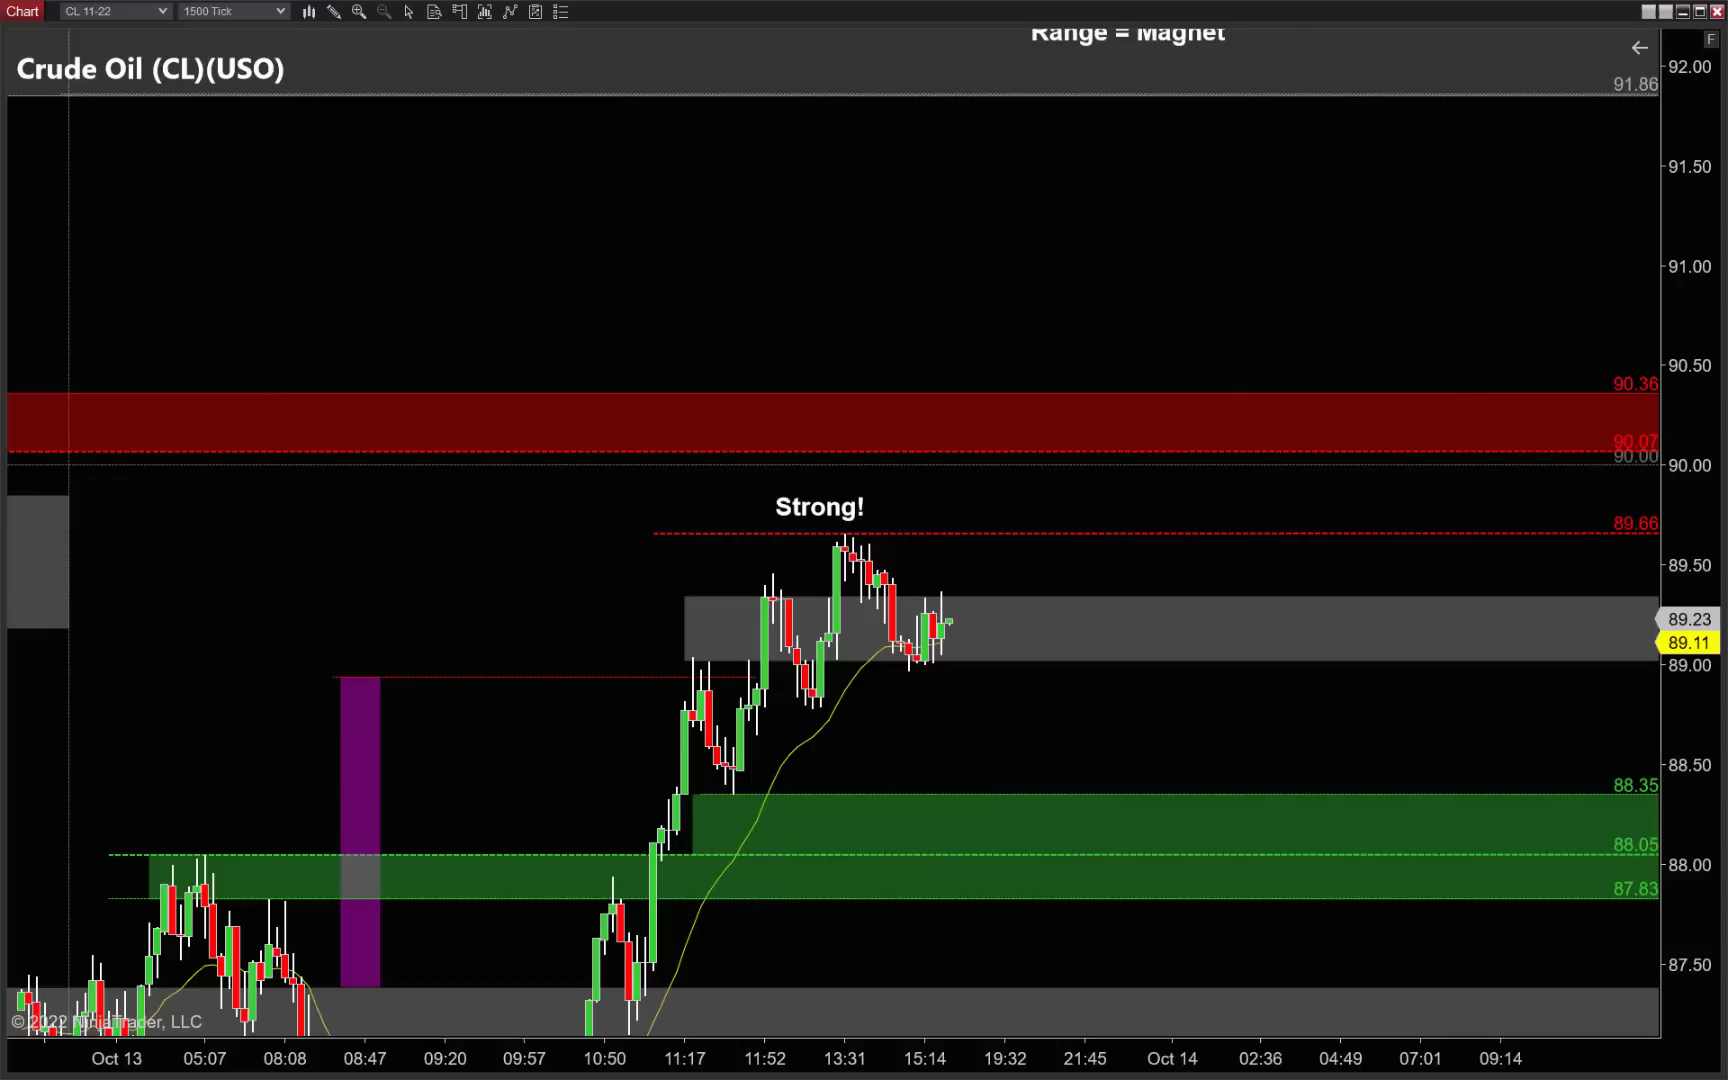 Chart
CL 11-22
1500 Tick
Range = Magnet
F
Crude Oil (CL)(USO)
92.00
91.86
91.50
91.00
90.50
90.36
90.07
90.00
90.00
Strong!
89.66
89.50
89.23
89.11
89.00
88.50
88.35
88.05
88.00
87.83
87.50
© 2022 NinjaTrader, LLC
Oct 13 05:07 08:08 08:47 09:20 09:57 10:50 11:17 11:52 13:31 15:14 19:32 21:45 Oct 14 02:36 04:49 07:01 09:14